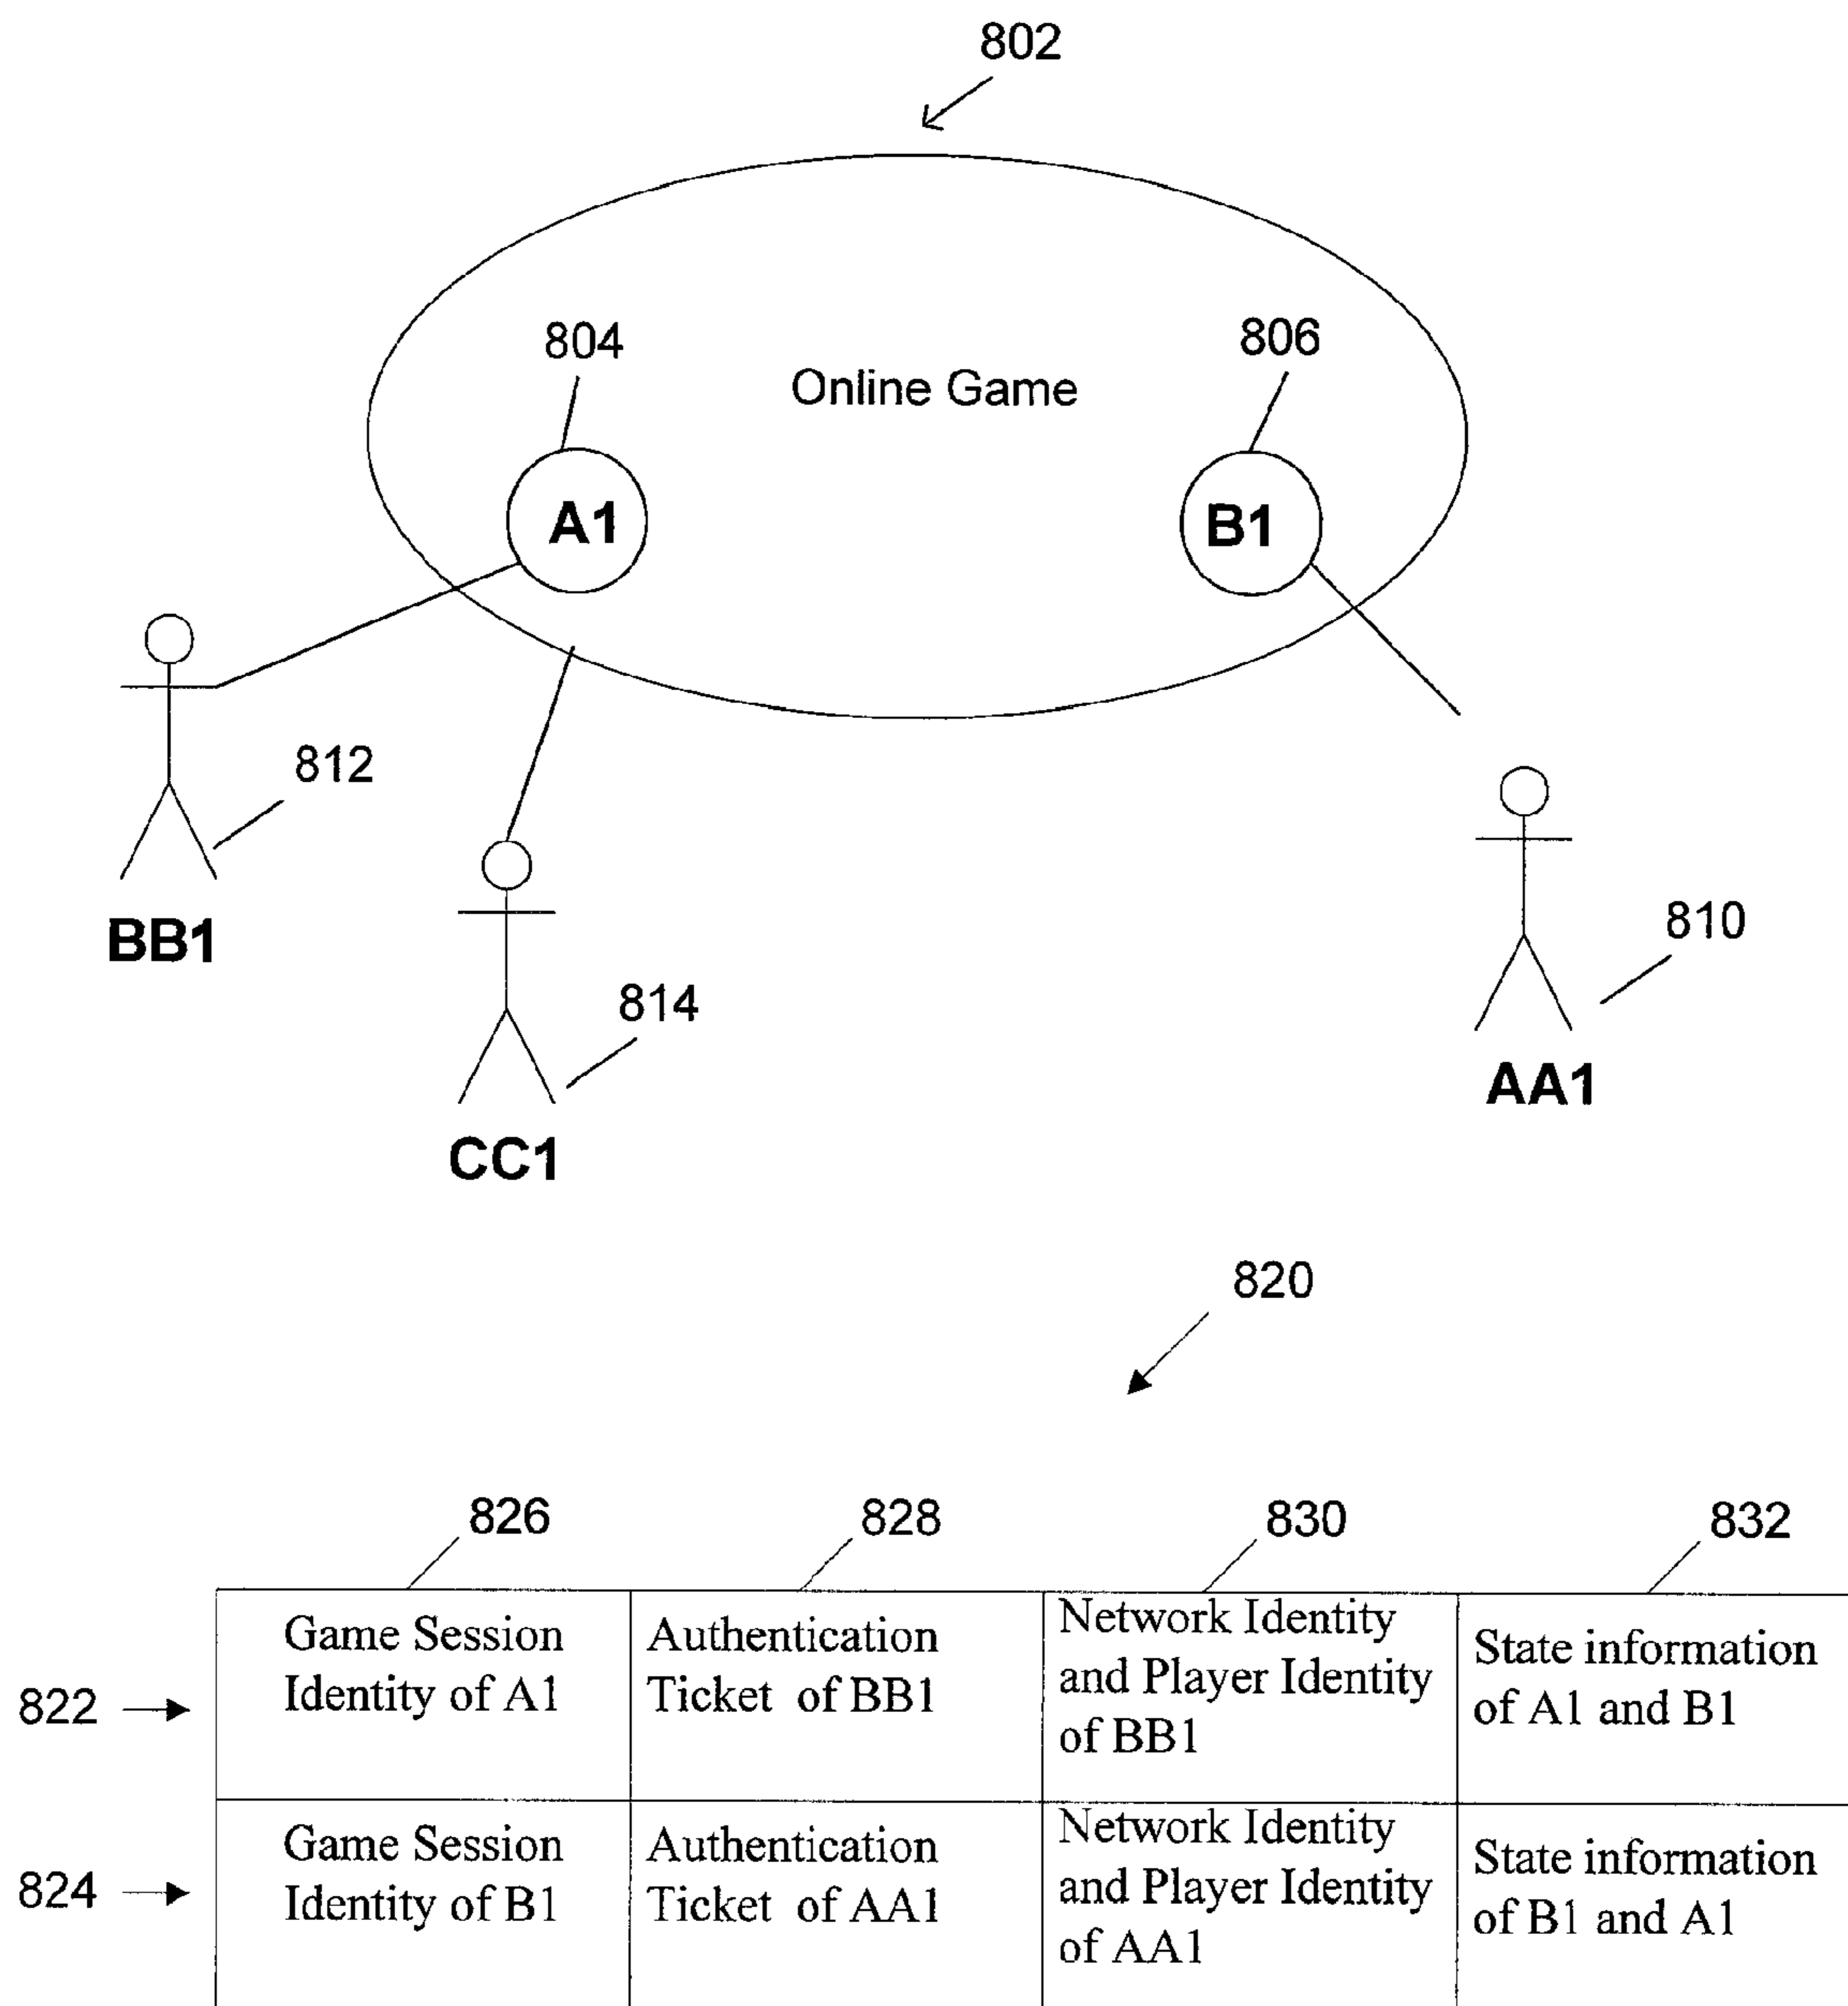 802
804
806
Online Game
A1
B1
812
BB1
810
814
AA1
CC1
820
826
828
830
832
822
Game Session
Identity of A1
Authentication
Ticket of BB1
Network Identity
and Player Identity
of BB1
State information
of A1 and B1
824
Game Session
Identity of B1
Authentication
Ticket of AA1
Network Identity
and Player Identity
of AA1
State information
of B1 and A1